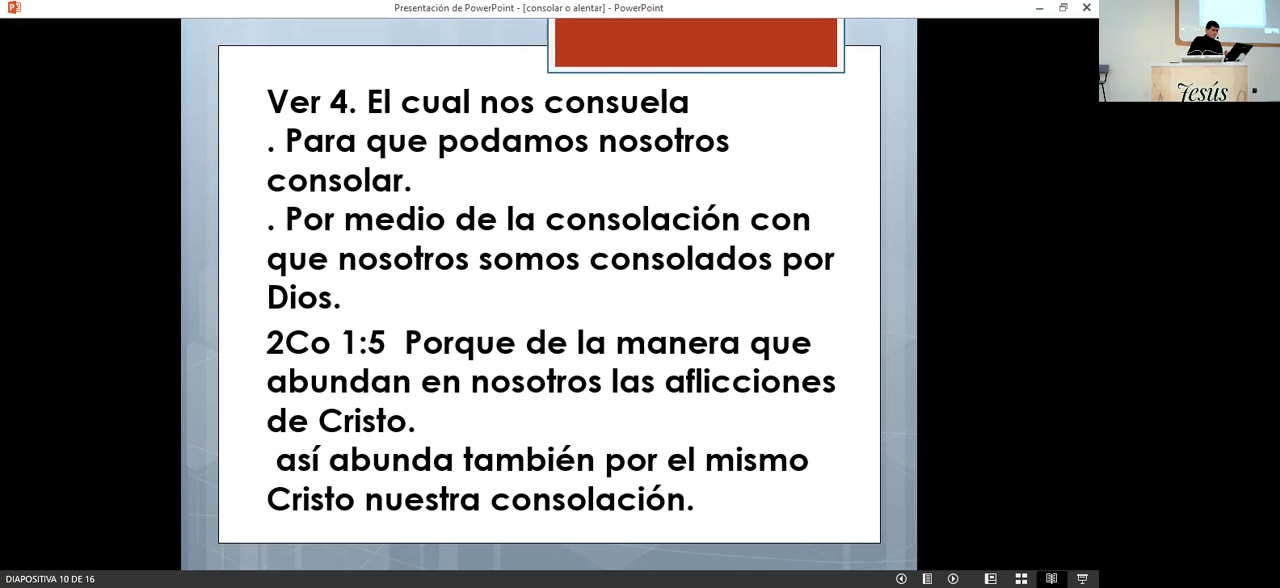 Presentación de PowerPoint - [consolar o alentar] - PowerPoint
Ver 4. El cual nos consuela
. Para que podamos nosotros
consolar.
. Por medio de la consolación con
que nosotros somos consolados por
Dios.
2Co 1:5  Porque de la manera que
abundan en nosotros las aflicciones
de Cristo.
así abunda también por el mismo
Cristo nuestra consolación.
Jesús
DIAPOSITIVA 10 DE 16